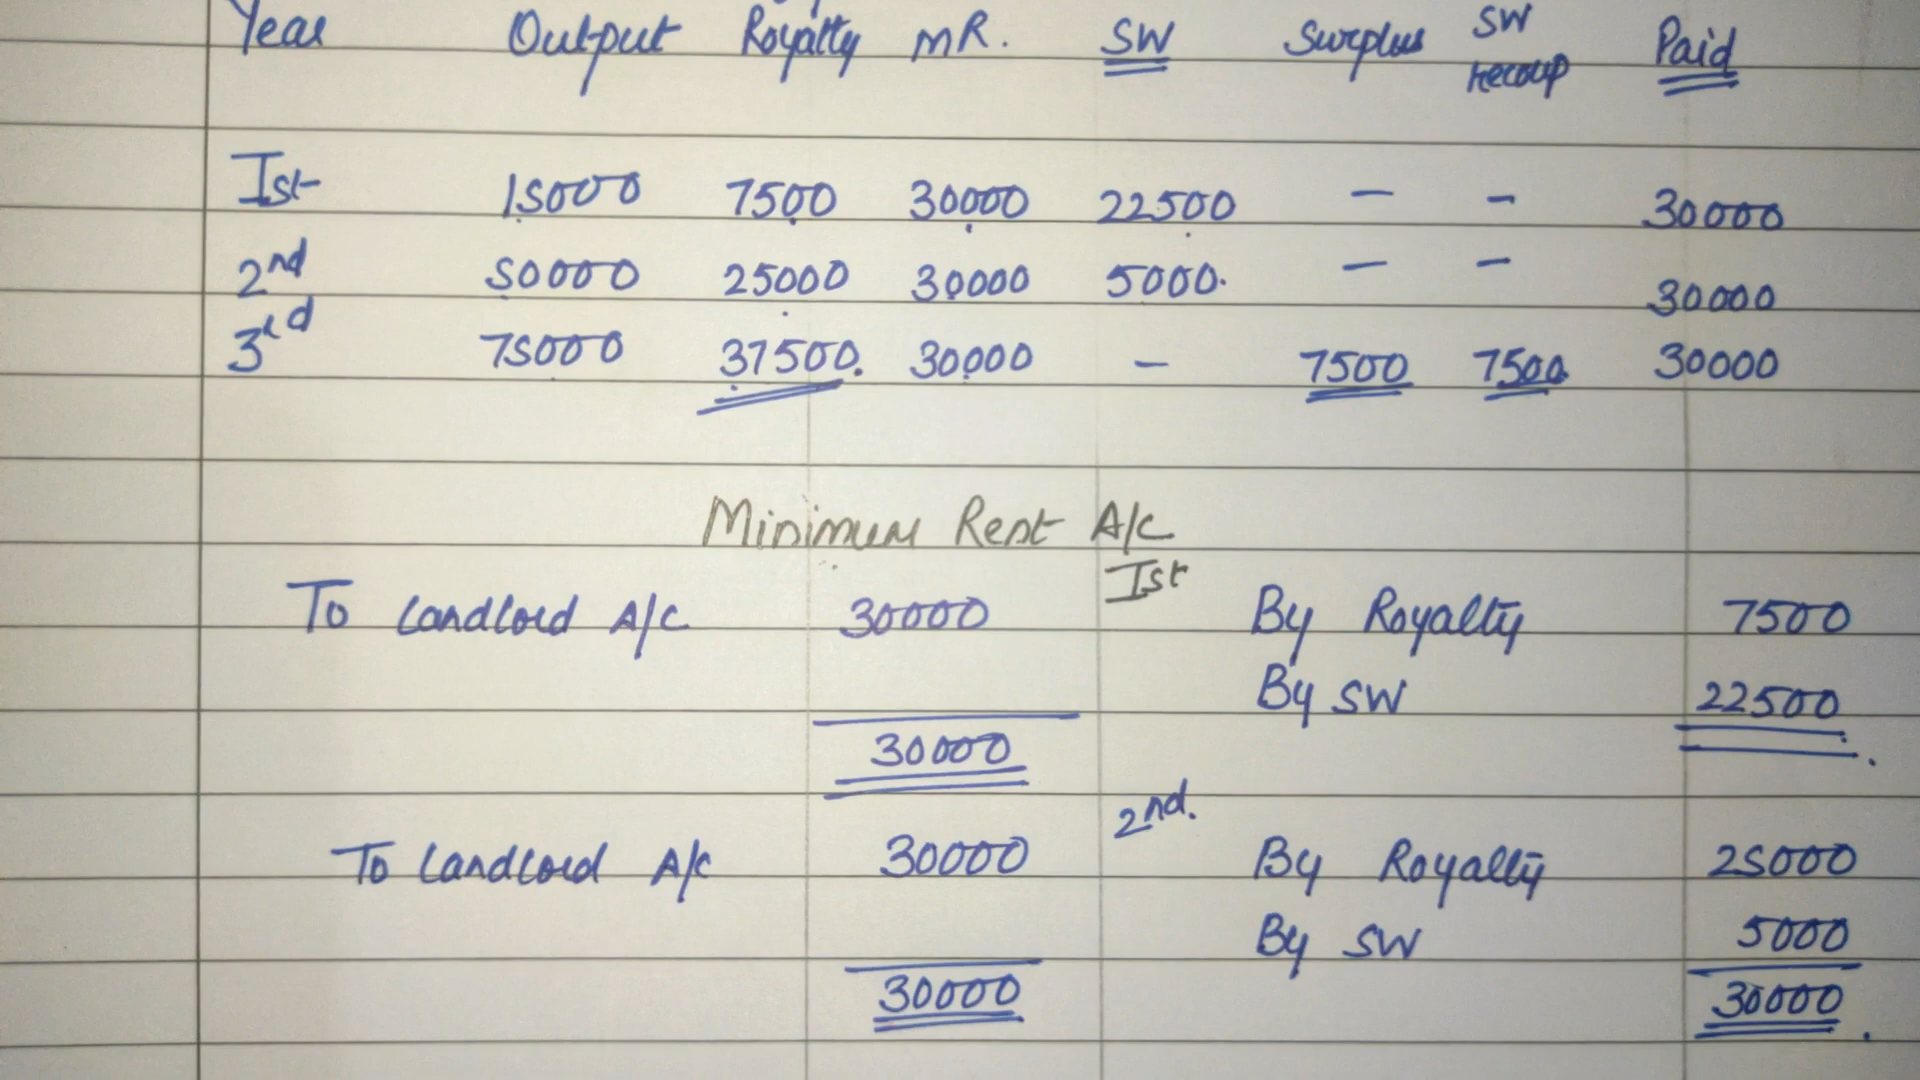 Year Output Royalty MR. SW Surplus SW recoup Paid
Ist 15000 7500 30000 22500 – – 30000
2nd 50000 25000 30000 5000. – – 30000
3rd 75000 37500. 30000 – 7500 7500 30000
Minimum Rent A/C
Ist
To Landlord A/C 30000 By Royalty 7500
By SW 22500
30000
2nd.
To Landlord A/C 30000 By Royalty 25000
By SW 5000
30000 30000